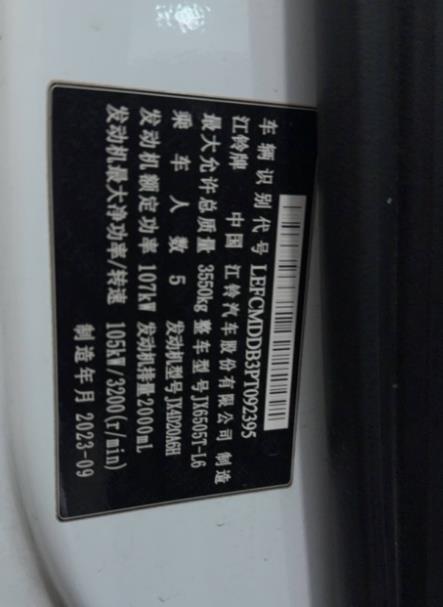 车辆识别代号 LEFCMDDB3PT092395
江铃牌 中国 江铃汽车股份有限公司 制造
最大允许总质量 3550kg 整车型号 JX6505T-L6
乘车人数 5 发动机型号 JX4D20A6H
发动机额定功率 107kW 发动机排量 2000mL
发动机最大净功率/转速 105kW/3200(r/min)
制造年月 2023-09